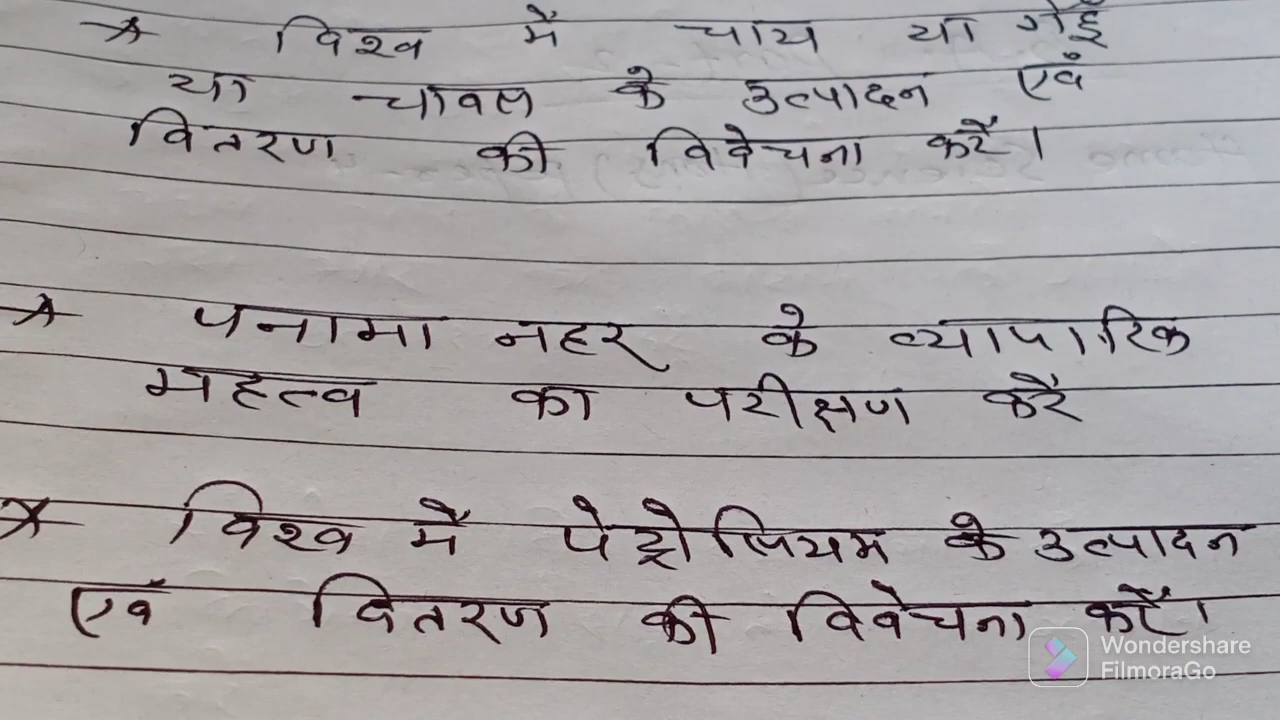 विश्व में चाय या गेहूँ
या चावल के उत्पादन एवं
वितरण की विवेचना करें।
पनामा नहर के व्यापारिक
महत्व का परीक्षण करें
विश्व में पेट्रोलियम के उत्पादन
एवं वितरण की विवेचना करें।
Wondershare
FilmoraGo